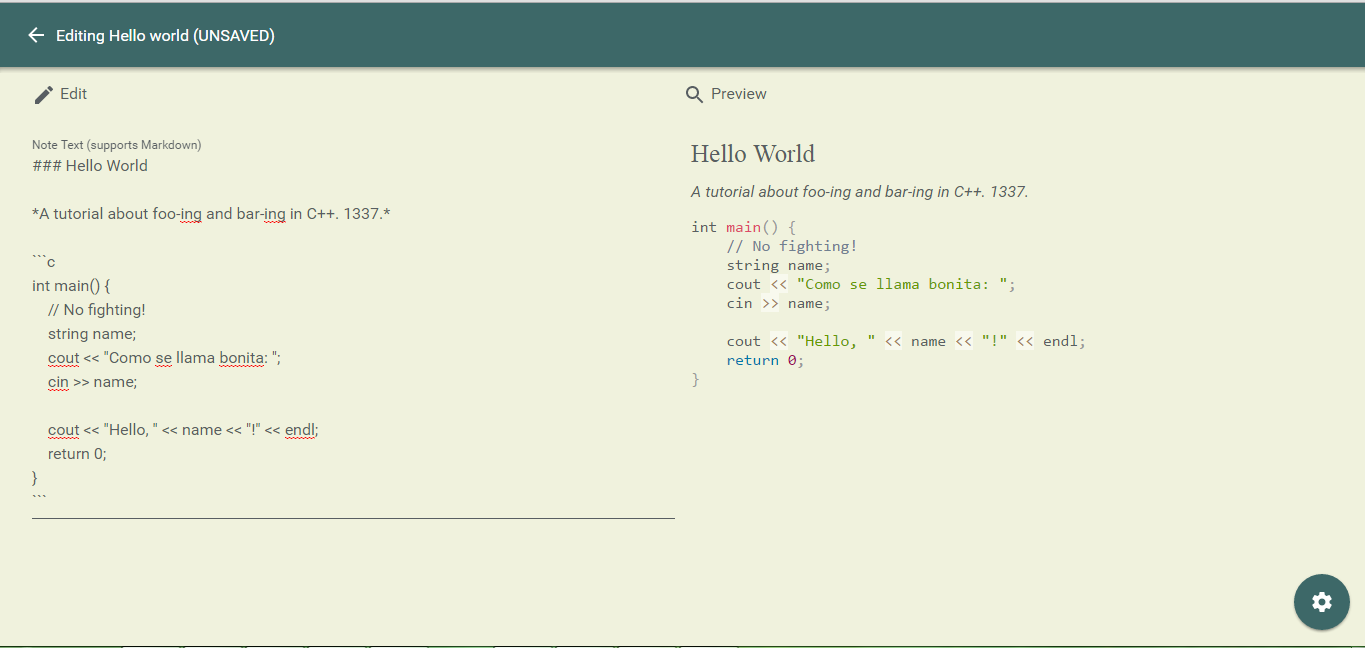 Editing Hello world (UNSAVED)
Edit
Note Text (supports Markdown)
### Hello World
*A tutorial about foo-ing and bar-ing in C++. 1337.*
```c
int main() {
    // No fighting!
    string name;
    cout << "Como se llama bonita: ";
    cin >> name;

    cout << "Hello, " << name << "!" << endl;
    return 0;
}
```
Preview
Hello World
A tutorial about foo-ing and bar-ing in C++. 1337.
int main() {
    // No fighting!
    string name;
    cout << "Como se llama bonita: ";
    cin >> name;

    cout << "Hello, " << name << "!" << endl;
    return 0;
}